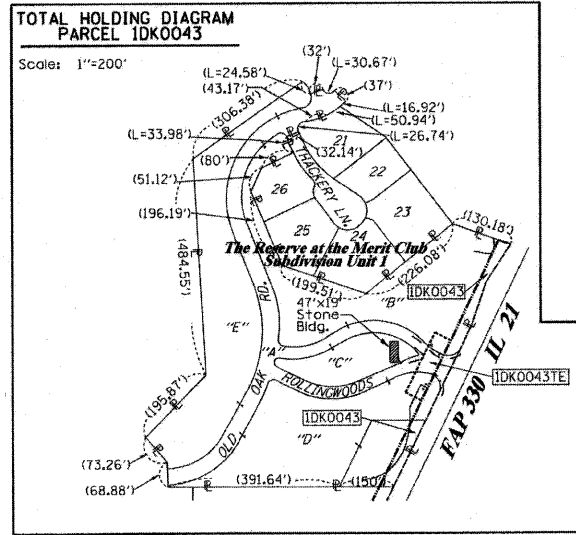 TOTAL HOLDING DIAGRAM
PARCEL 1DK0043
Scale: 1"=200'
(32')
(L=30.67')
(L=24.58')
(37')
(43.17')
(306.38')
(L=16.92')
(L=50.94')
(L=33.98')
(L=26.74')
(80')
(32.14')
21
THACKERY LN.
22
(51.12')
26
23
(196.19')
25
24
(130.18')
The Reserve at the Merit Club
Subdivision Unit 1
(484.55')
(199.51')
(226.08')
"B"
1DK0043
47'x19'
Stone
Bldg.
RD.
"E"
"A"
"C"
IL 21
OAK
ROLLINGWOODS
1DK0043TE
(195.87')
1DK0043
FAP 330
OLD
"D"
(73.26')
(68.88')
(391.64')
(150')